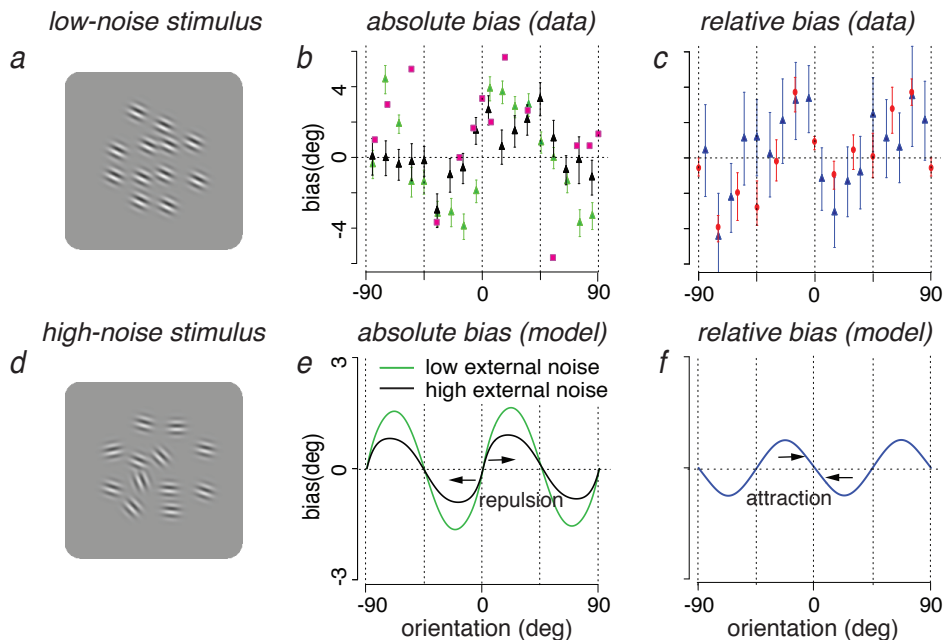 low-noise stimulus
absolute bias (data)
relative bias (data)
a
b
c
bias(deg)
4
0
-4
-90
0
90
-90
0
90
high-noise stimulus
absolute bias (model)
relative bias (model)
d
e
f
bias(deg)
3
0
-3
low external noise
high external noise
repulsion
attraction
-90
0
90
-90
0
90
orientation (deg)
orientation (deg)